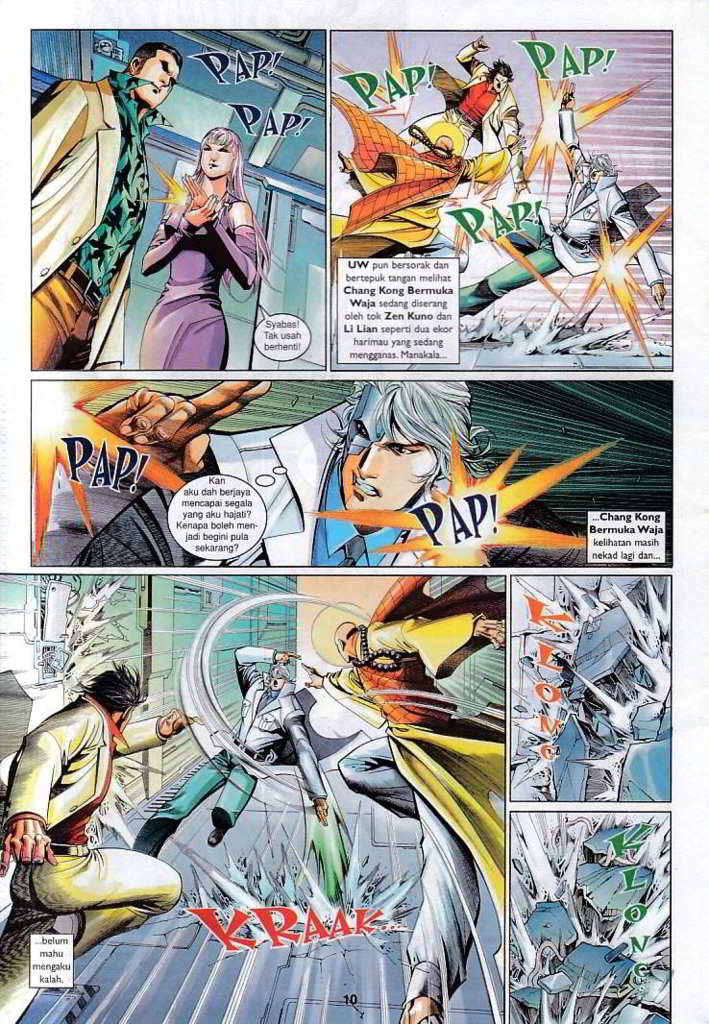 PAP!
PAP!
Syabas!
Tak usah
berhenti!
PAP!
PAP!
PAP!
UW pun bersorak dan
bertepuk tangan melihat
Chang Kong Bermuka
Waja sedang diserang
oleh tok Zen Kuno dan
Li Lian seperti dua ekor
harimau yang sedang
mengganas. Manakala...
PAP!
Kan
aku dah berjaya
mencapai segala
yang aku hajati?
Kenapa boleh men-
jadi begini pula
sekarang?
PAP!
...Chang Kong
Bermuka Waja
kelihatan masih
nekad lagi dan...
KRAAK...
...belum
mahu
mengaku
kalah.
KLONG
KLONG
10